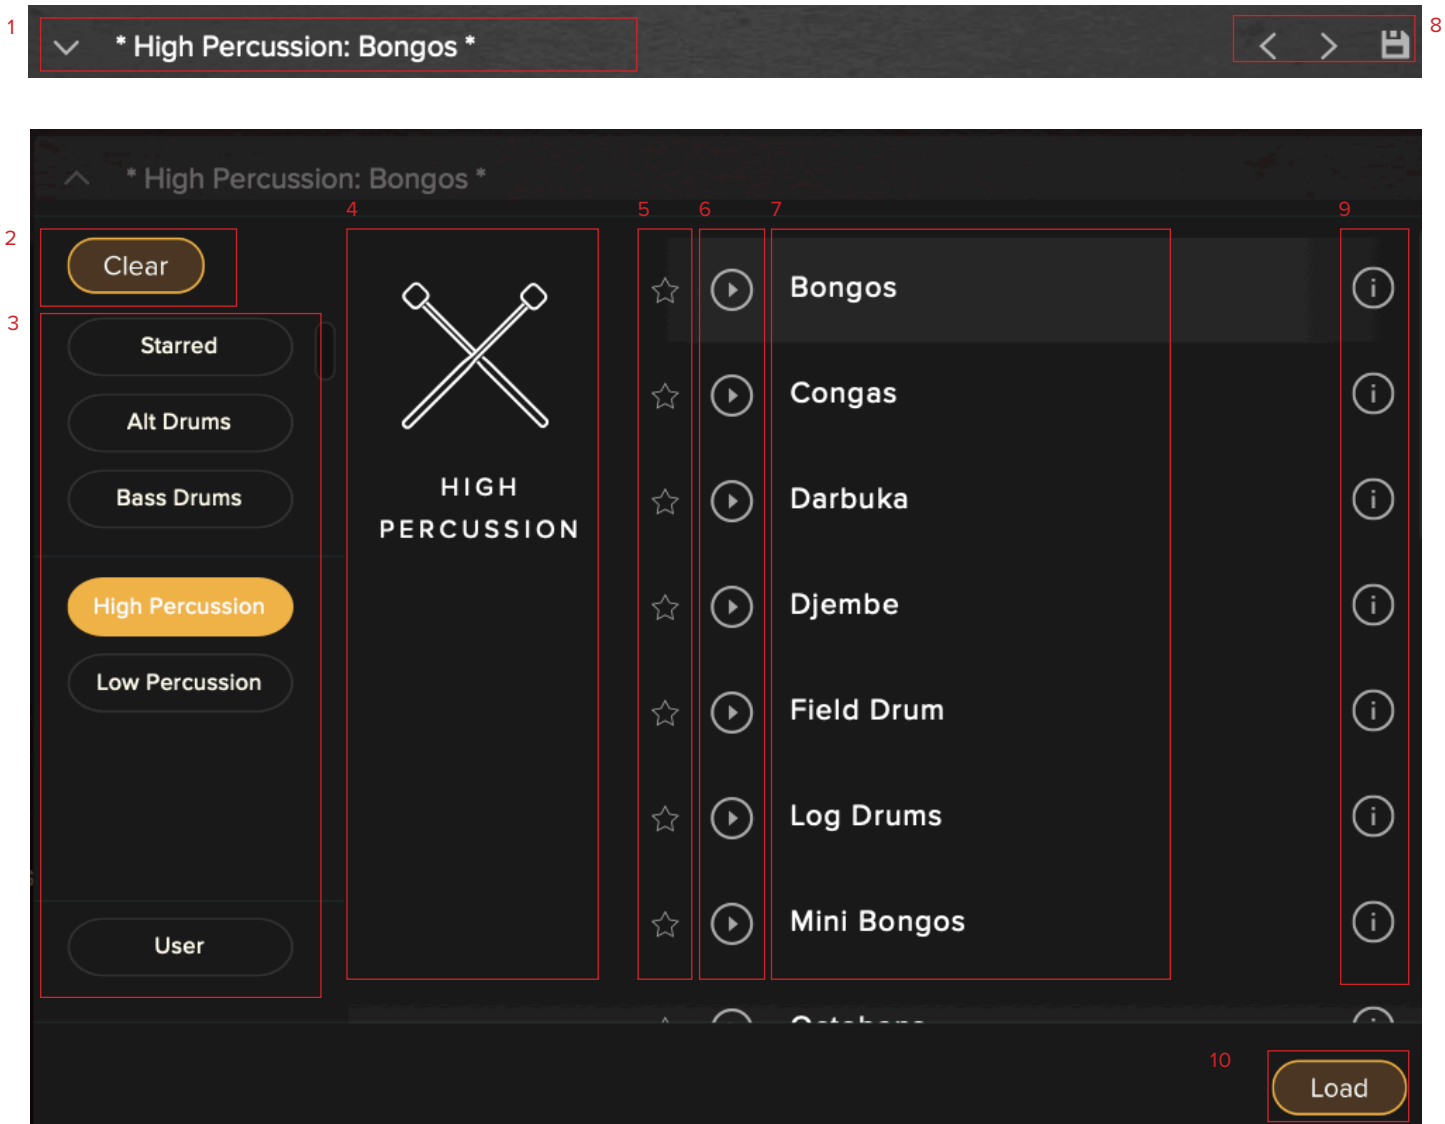 1
* High Percussion: Bongos *
8
* High Percussion: Bongos *
4
5
6
7
9
2
Clear
3
Starred
Alt Drums
Bass Drums
High Percussion
Low Percussion
User
HIGH
PERCUSSION
Bongos
Congas
Darbuka
Djembe
Field Drum
Log Drums
Mini Bongos
10
Load